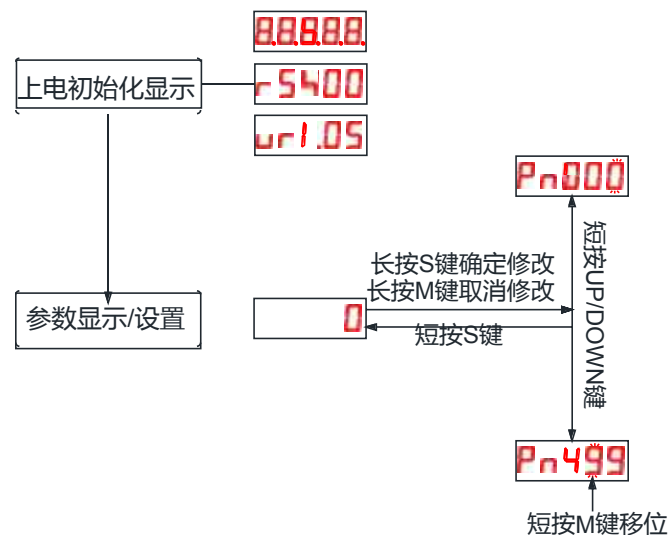 8.8.8.8.8.
上电初始化显示
rS400
ur1.05
Pn000
短按UP/DOWN键
长按S键确定修改
长按M键取消修改
参数显示/设置
0
短按S键
Pn499
短按M键移位